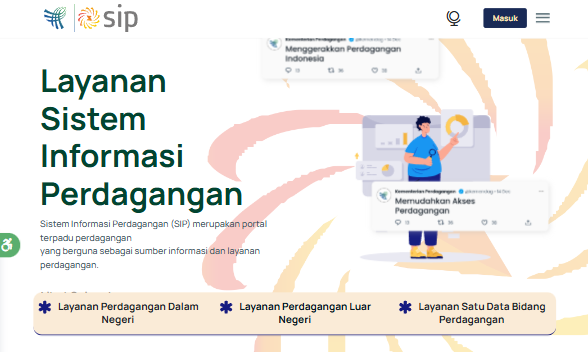 sip
Masuk
Kementerian Perdagangan
Menggerakkan Perdagangan
Indonesia
Layanan
Sistem
Informasi
Perdagangan
Kementerian Perdagangan
Memudahkan Akses
Perdagangan
Sistem Informasi Perdagangan (SIP) merupakan portal
terpadu perdagangan
yang berguna sebagai sumber informasi dan layanan
perdagangan.
Layanan Perdagangan Dalam
Negeri
Layanan Perdagangan Luar
Negeri
Layanan Satu Data Bidang
Perdagangan